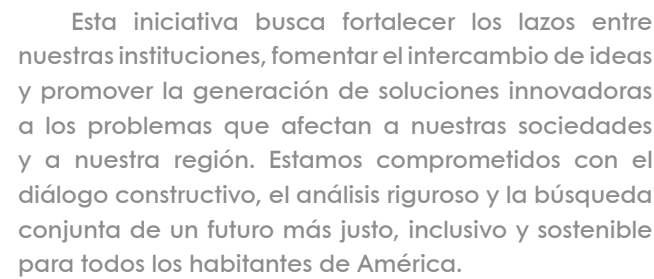 Esta iniciativa busca fortalecer los lazos entre
nuestras instituciones, fomentar el intercambio de ideas
y promover la generación de soluciones innovadoras
a los problemas que afectan a nuestras sociedades
y a nuestra región. Estamos comprometidos con el
diálogo constructivo, el análisis riguroso y la búsqueda
conjunta de un futuro más justo, inclusivo y sostenible
para todos los habitantes de América.